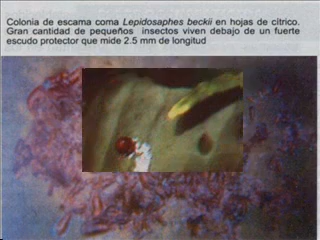 Colonia de escama coma Lepidosaphes beckii en hojas de cítrico.
Gran cantidad de pequeños insectos viven debajo de un fuerte
escudo protector que mide 2.5 mm de longitud